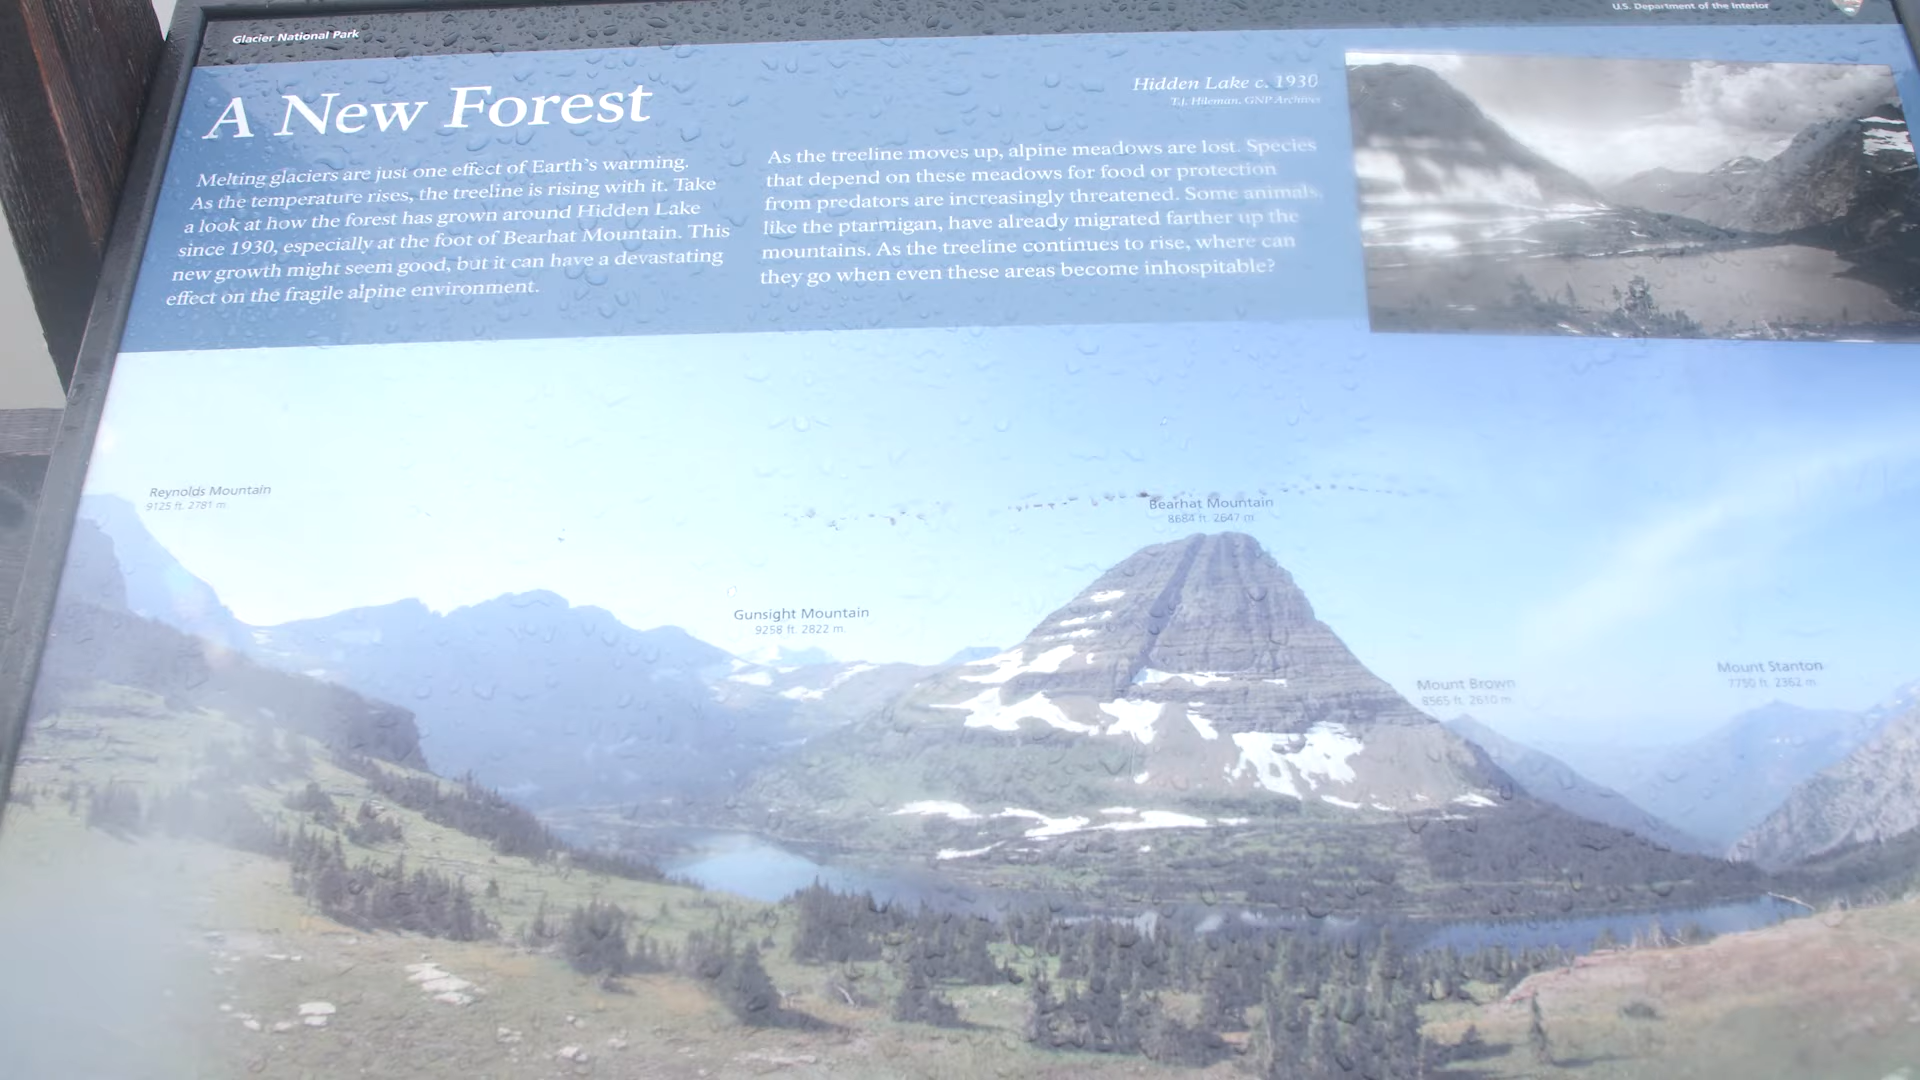 Glacier National Park
U.S. Department of the Interior
A New Forest
Melting glaciers are just one effect of Earth's warming.
As the temperature rises, the treeline is rising with it. Take
a look at how the forest has grown around Hidden Lake
since 1930, especially at the foot of Bearhat Mountain. This
new growth might seem good, but it can have a devastating
effect on the fragile alpine environment.
Hidden Lake c. 1930
T.J. Hileman, GNP Archives
As the treeline moves up, alpine meadows are lost. Species
that depend on these meadows for food or protection
from predators are increasingly threatened. Some animals,
like the ptarmigan, have already migrated farther up the
mountains. As the treeline continues to rise, where can
they go when even these areas become inhospitable?
Reynolds Mountain
9125 ft. 2781 m.
Gunsight Mountain
9258 ft. 2822 m.
Bearhat Mountain
8684 ft. 2647 m.
Mount Brown
8565 ft. 2610 m.
Mount Stanton
7750 ft. 2362 m.